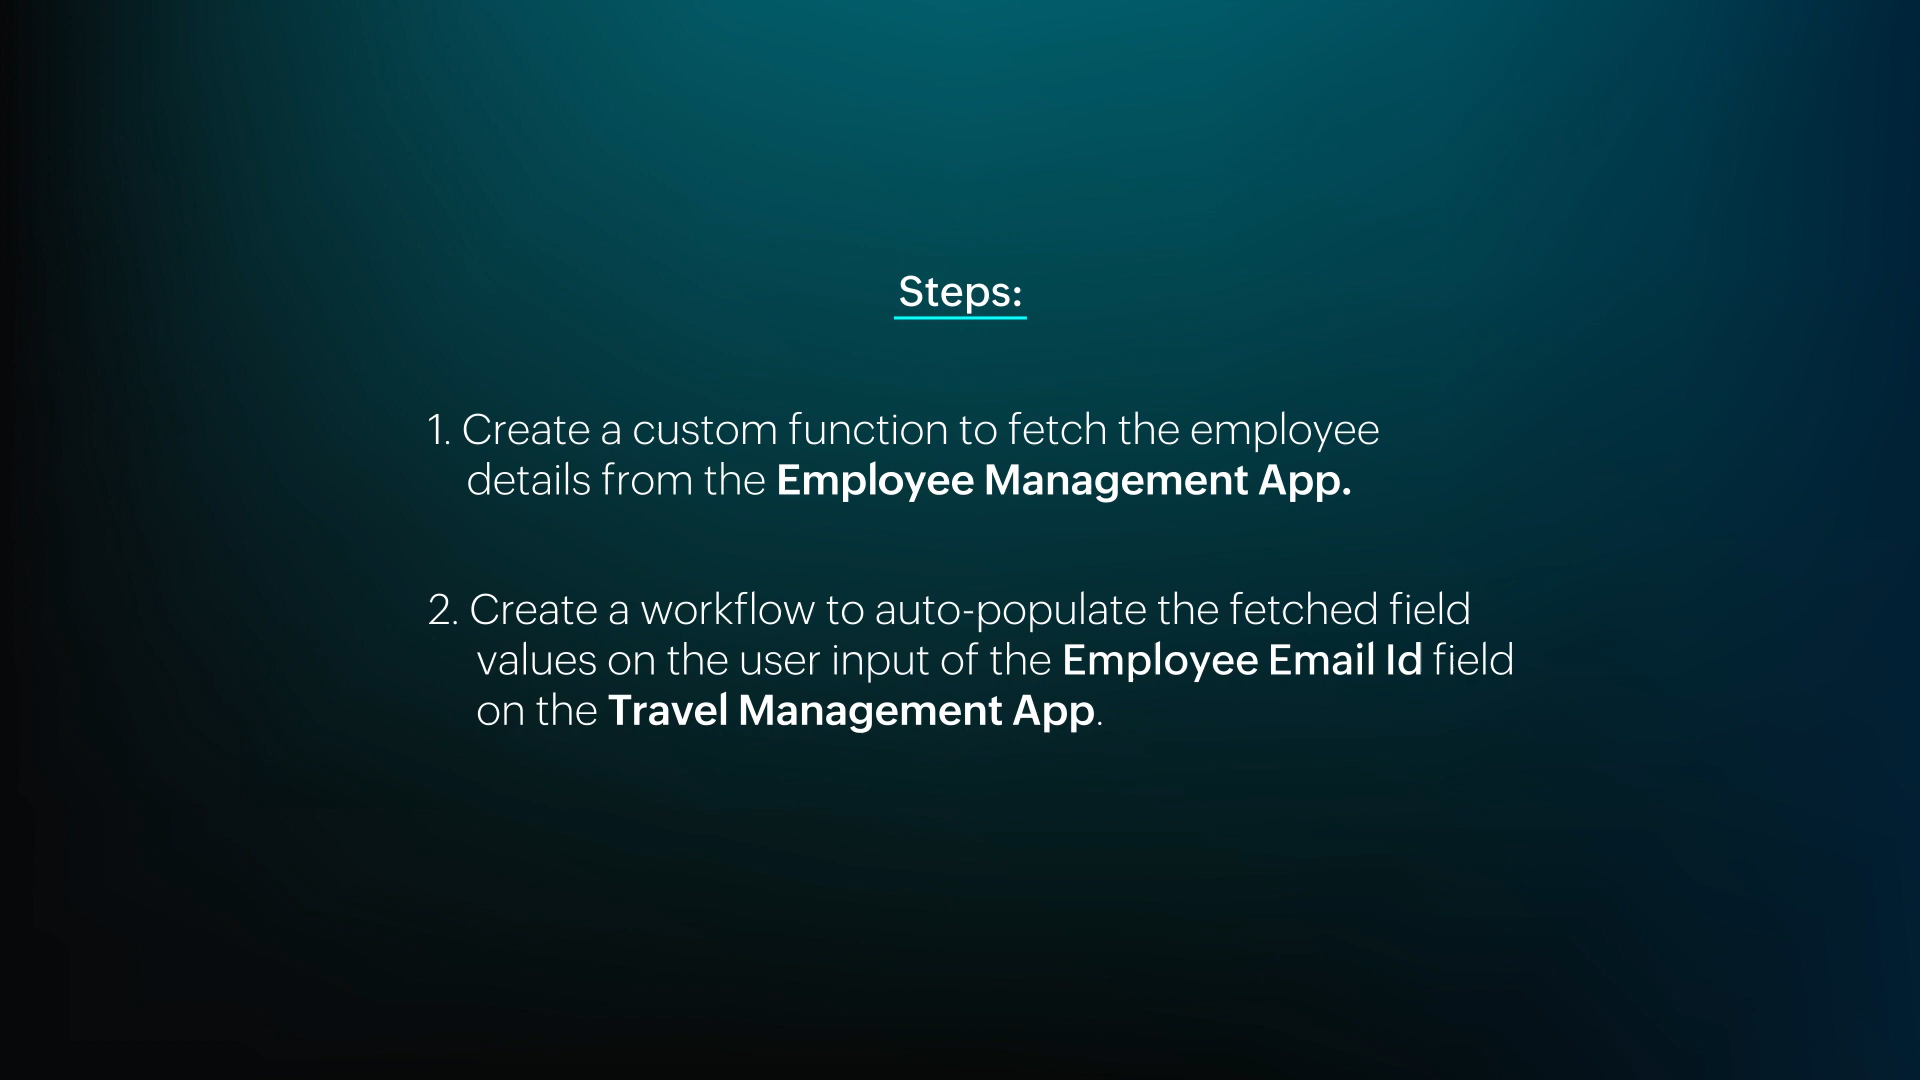 Steps:
1. Create a custom function to fetch the employee
details from the Employee Management App.
2. Create a workflow to auto-populate the fetched field
values on the user input of the Employee Email Id field
on the Travel Management App.